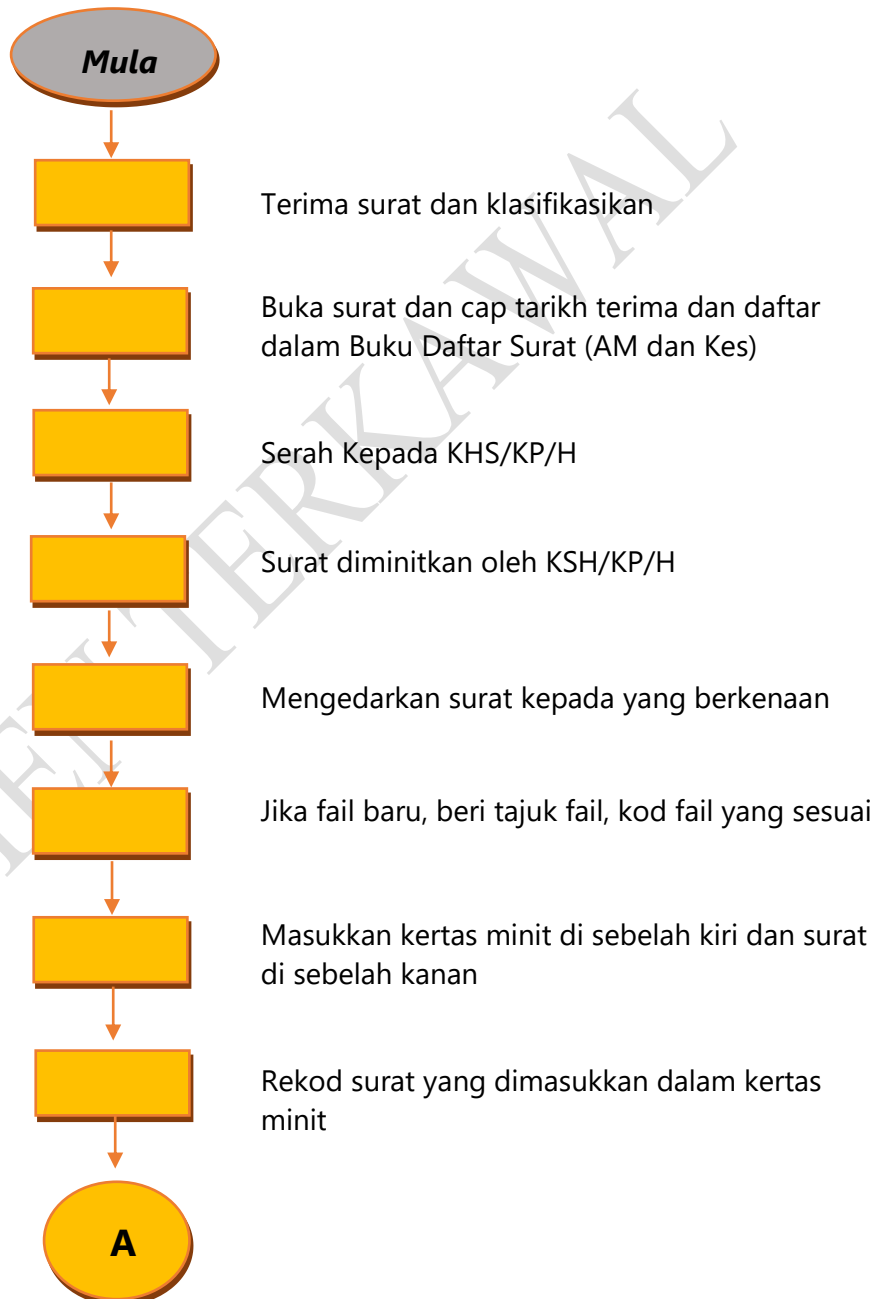 Mula
Terima surat dan klasifikasikan
Buka surat dan cap tarikh terima dan daftar
dalam Buku Daftar Surat (AM dan Kes)
Serah Kepada KHS/KP/H
Surat diminitkan oleh KSH/KP/H
Mengedarkan surat kepada yang berkenaan
Jika fail baru, beri tajuk fail, kod fail yang sesuai
Masukkan kertas minit di sebelah kiri dan surat
di sebelah kanan
Rekod surat yang dimasukkan dalam kertas
minit
A
EN TERKAWAL